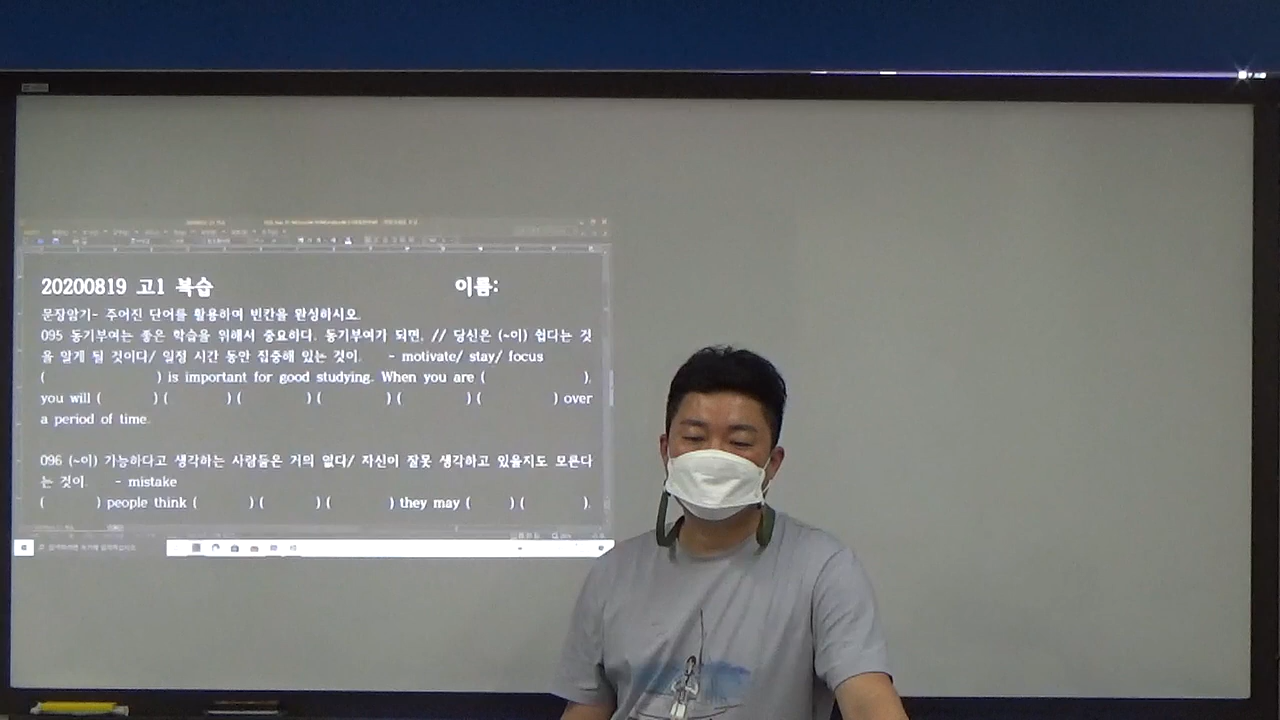 20200819 고1 복습 이름:
문장암기- 주어진 단어를 활용하여 빈칸을 완성하시오.
095 동기부여는 좋은 학습을 위해서 중요하다. 동기부여가 되면, // 당신은 (~이) 쉽다는 것
을 알게 될 것이다/ 일정 시간 동안 집중해 있는 것이. - motivate/ stay/ focus
( ) is important for good studying. When you are ( ),
you will ( ) ( ) ( ) ( ) ( ) ( ) over
a period of time.
096 (~이) 가능하다고 생각하는 사람들은 거의 없다/ 자신이 잘못 생각하고 있을지도 모른다
는 것이. - mistake
( ) people think ( ) ( ) ( ) they may ( ) ( ).